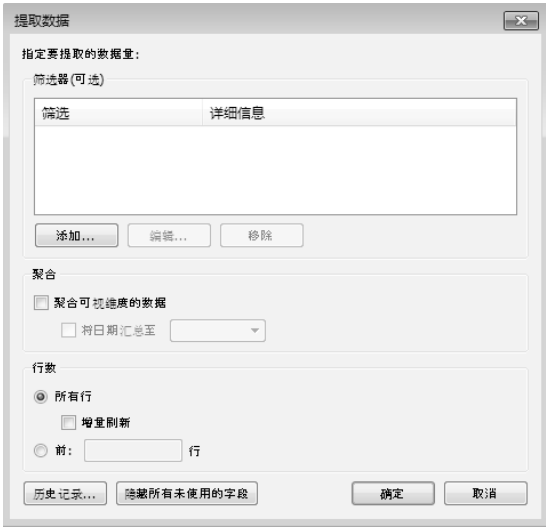 提取数据
指定要提取的数据量:
筛选器(可选)
筛选 详细信息
添加... 编辑... 移除
聚合
聚合可视维度的数据
将日期汇总至
行数
所有行
增量刷新
前: 行
历史记录... 隐藏所有未使用的字段 确定 取消